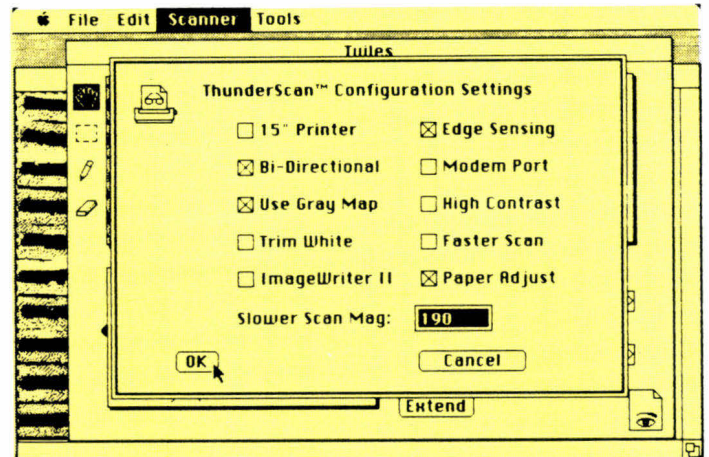 File Edit Scanner Tools
Tuiles
ThunderScan™ Configuration Settings
15" Printer Edge Sensing
Bi-Directional Modem Port
Use Gray Map High Contrast
Trim White Faster Scan
ImageWriter II Paper Adjust
Slower Scan Mag: 190
OK Cancel
Extend